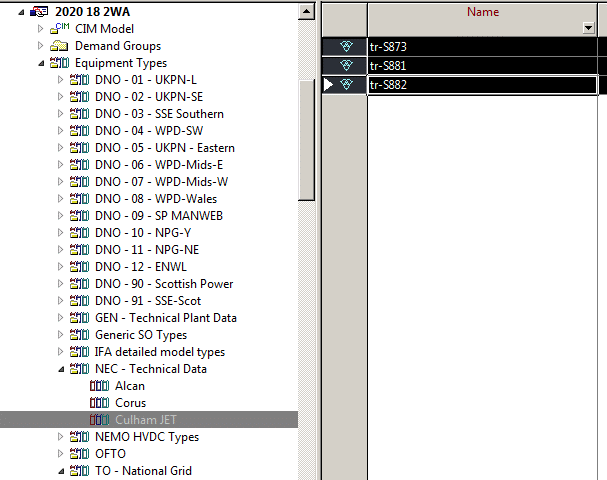 2020 18 2WA
CIM CIM Model
Demand Groups
Equipment Types
DNO - 01 - UKPN-L
DNO - 02 - UKPN-SE
DNO - 03 - SSE Southern
DNO - 04 - WPD-SW
DNO - 05 - UKPN - Eastern
DNO - 06 - WPD-Mids-E
DNO - 07 - WPD-Mids-W
DNO - 08 - WPD-Wales
DNO - 09 - SP MANWEB
DNO - 10 - NPG-Y
DNO - 11 - NPG-NE
DNO - 12 - ENWL
DNO - 90 - Scottish Power
DNO - 91 - SSE-Scot
GEN - Technical Plant Data
Generic SO Types
IFA detailed model types
NEC - Technical Data
Alcan
Corus
Culham JET
NEMO HVDC Types
OFTO
TO - National Grid
Name
tr-S873
tr-S881
tr-S882